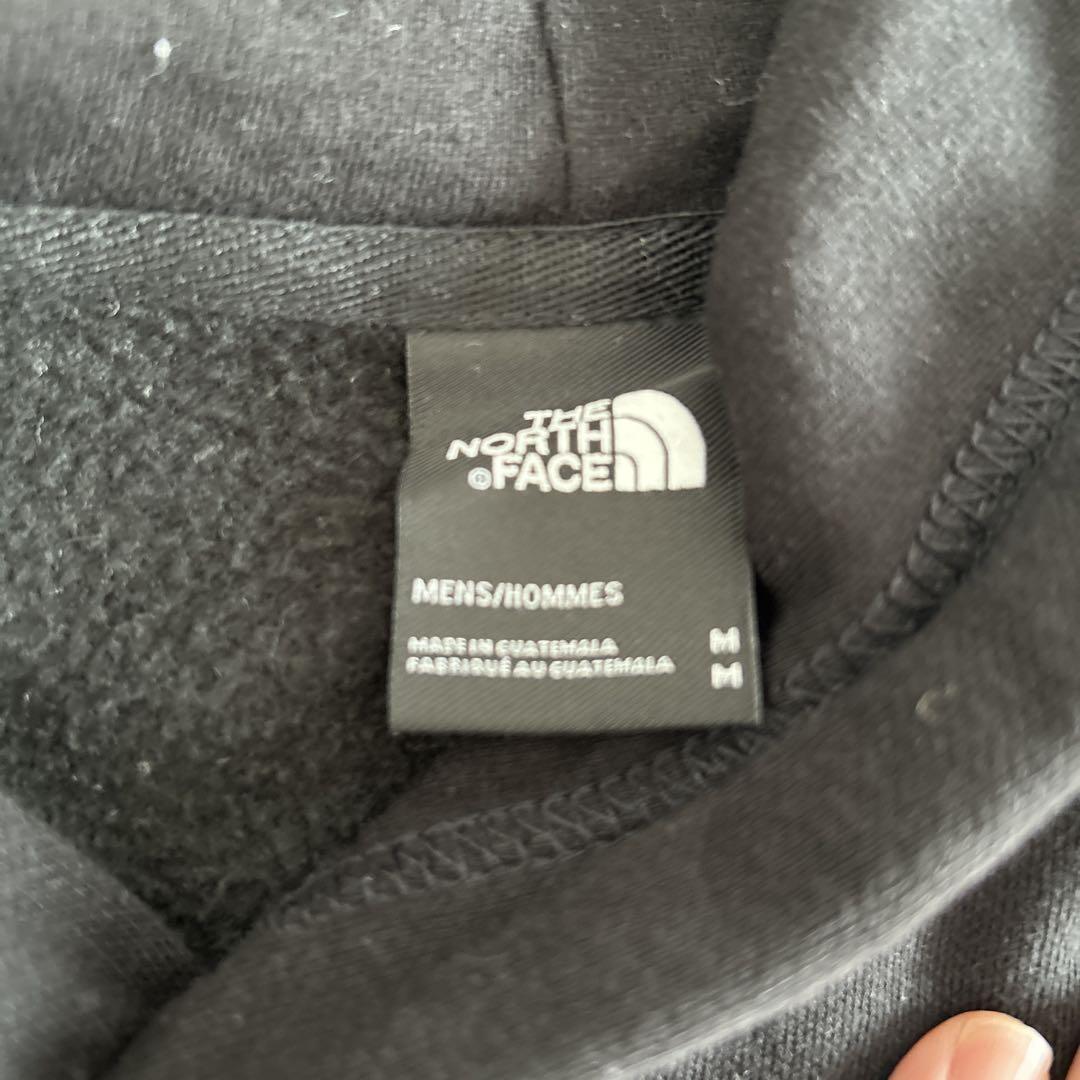 THE
NORTH
FACE
MENS/HOMMES
MADE IN GUATEMALA M
FABRIQUÉ AU GUATEMALA M